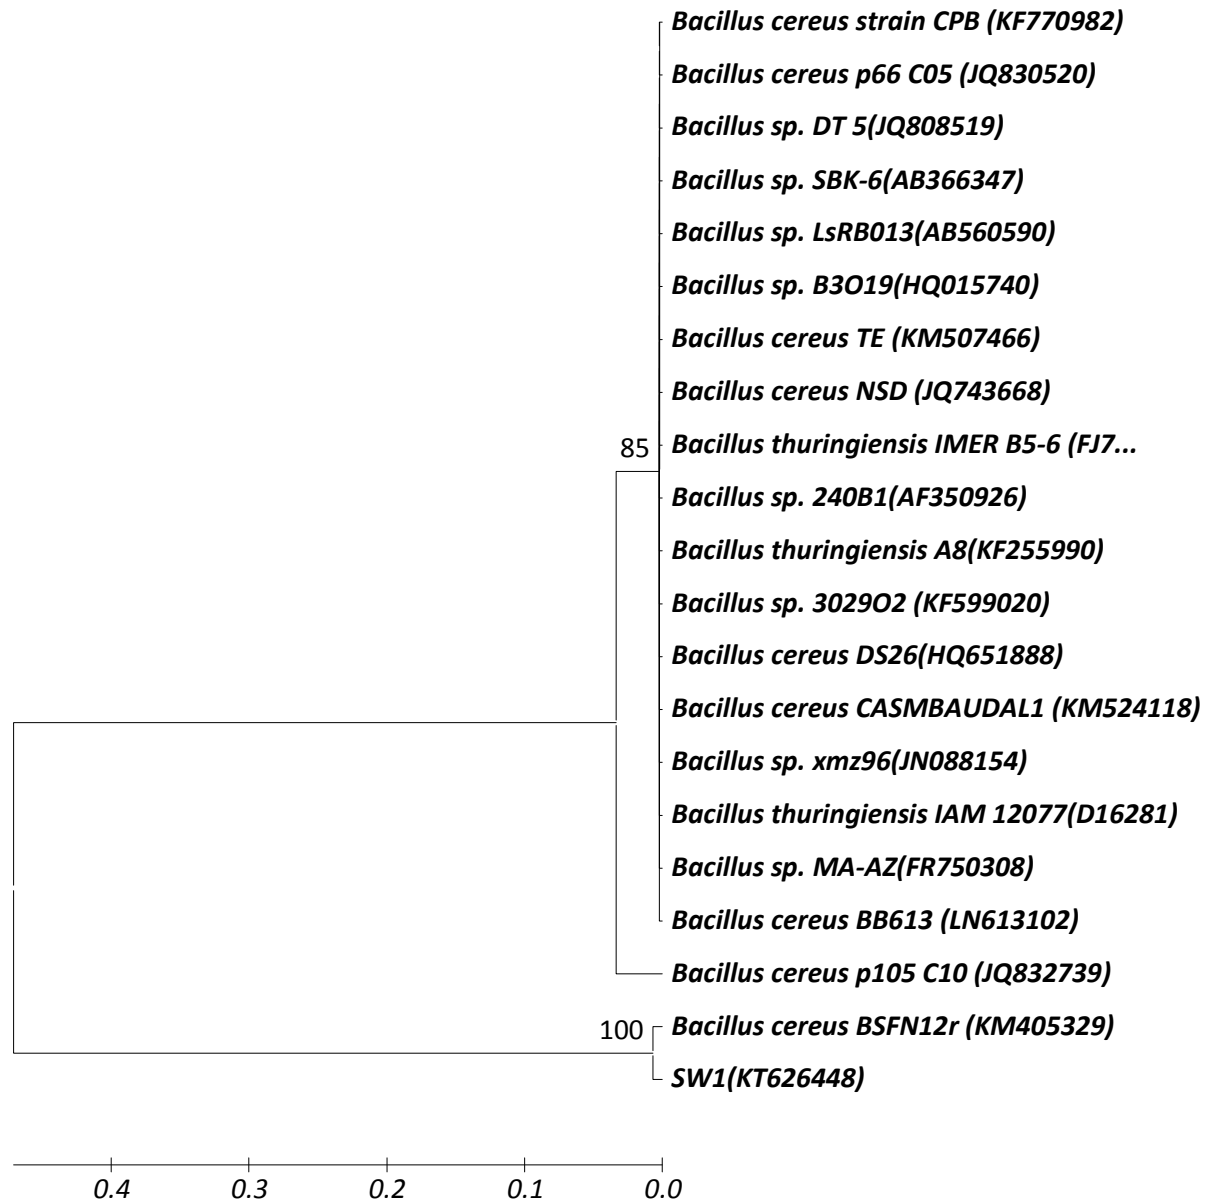 Bacillus cereus strain CPB (KF770982)
Bacillus cereus p66 C05 (JQ830520)
Bacillus sp. DT 5(JQ808519)
Bacillus sp. SBK-6(AB366347)
Bacillus sp. LsRB013(AB560590)
Bacillus sp. B3O19(HQ015740)
Bacillus cereus TE (KM507466)
Bacillus cereus NSD (JQ743668)
85
Bacillus thuringiensis IMER B5-6 (FJ7...
Bacillus sp. 240B1(AF350926)
Bacillus thuringiensis A8(KF255990)
Bacillus sp. 3029O2 (KF599020)
Bacillus cereus DS26(HQ651888)
Bacillus cereus CASMBAUDAL1 (KM524118)
Bacillus sp. xmz96(JN088154)
Bacillus thuringiensis IAM 12077(D16281)
Bacillus sp. MA-AZ(FR750308)
Bacillus cereus BB613 (LN613102)
Bacillus cereus p105 C10 (JQ832739)
100
Bacillus cereus BSFN12r (KM405329)
SW1(KT626448)
0.4 0.3 0.2 0.1 0.0